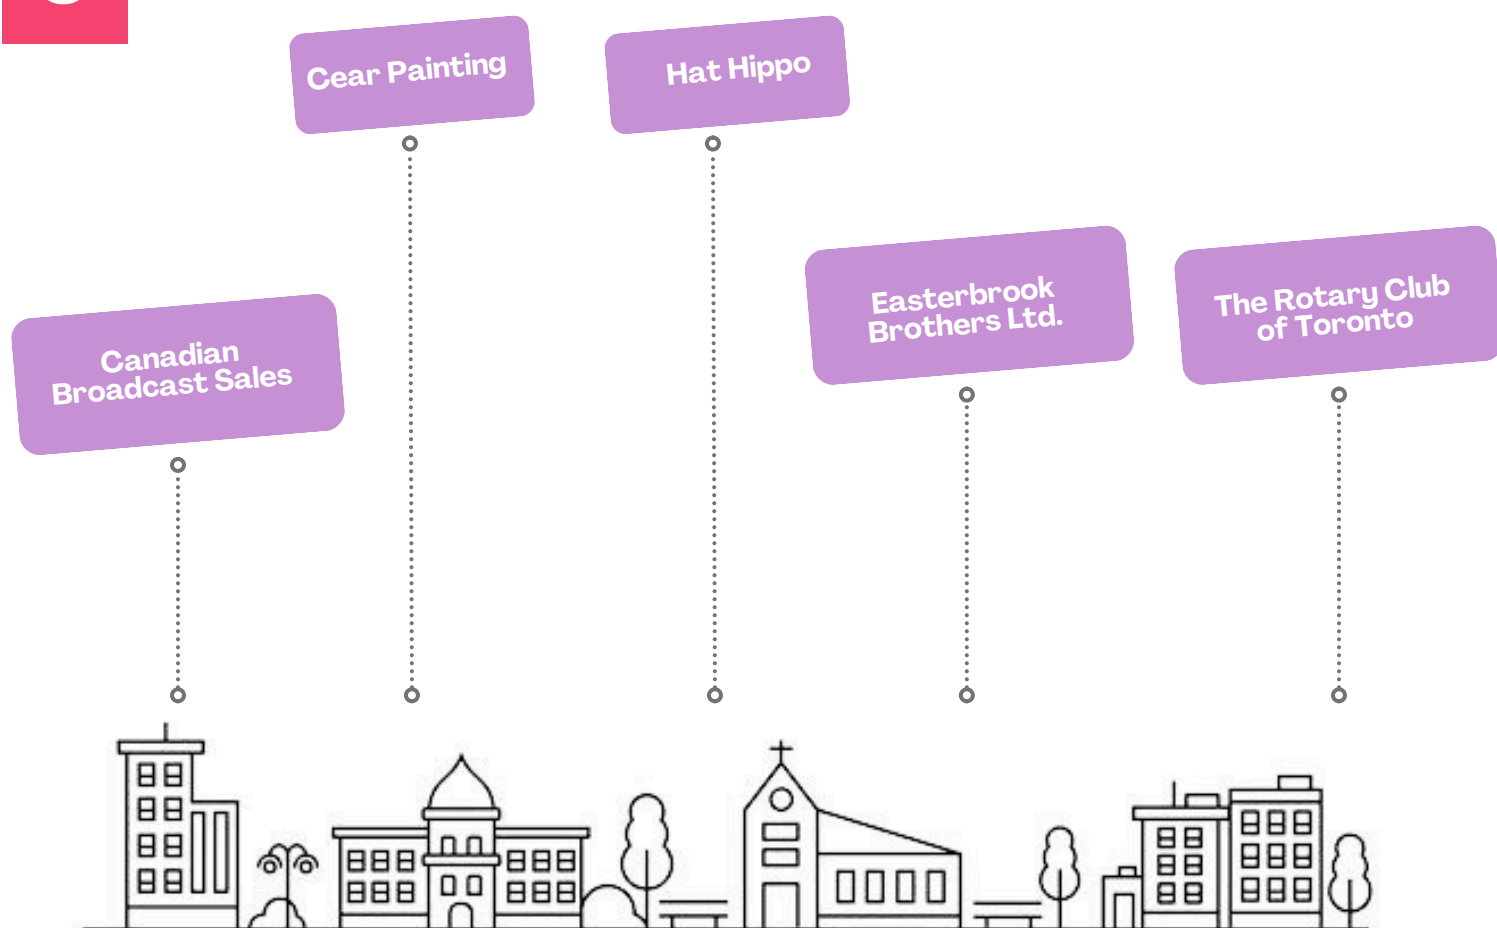 Cear Painting
Hat Hippo
Easterbrook
Brothers Ltd.
The Rotary Club
of Toronto
Canadian
Broadcast Sales